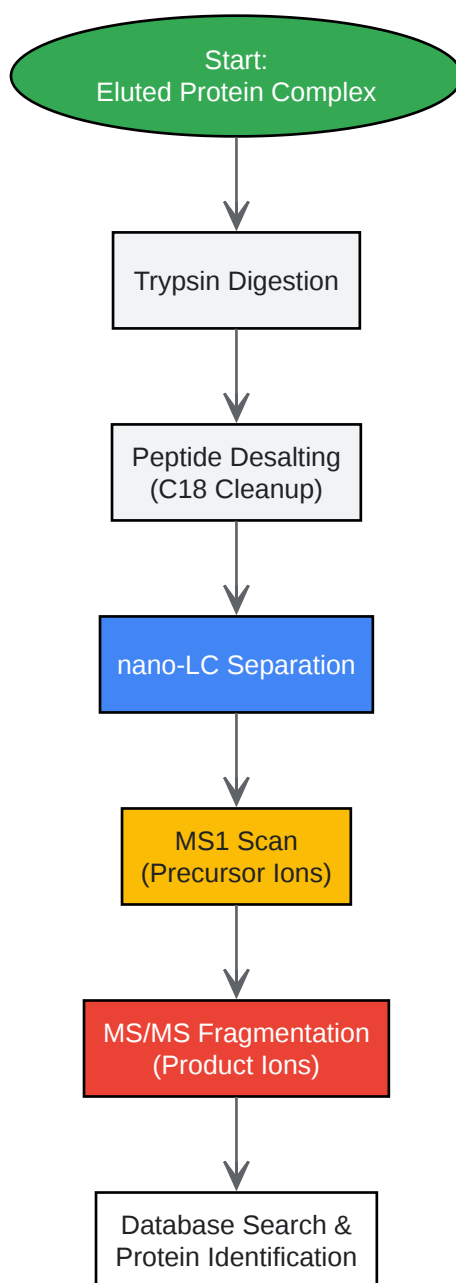 Start:
Eluted Protein Complex
Trypsin Digestion
Peptide Desalting
(C18 Cleanup)
nano-LC Separation
MS1 Scan
(Precursor Ions)
MS/MS Fragmentation
(Product Ions)
Database Search &
Protein Identification